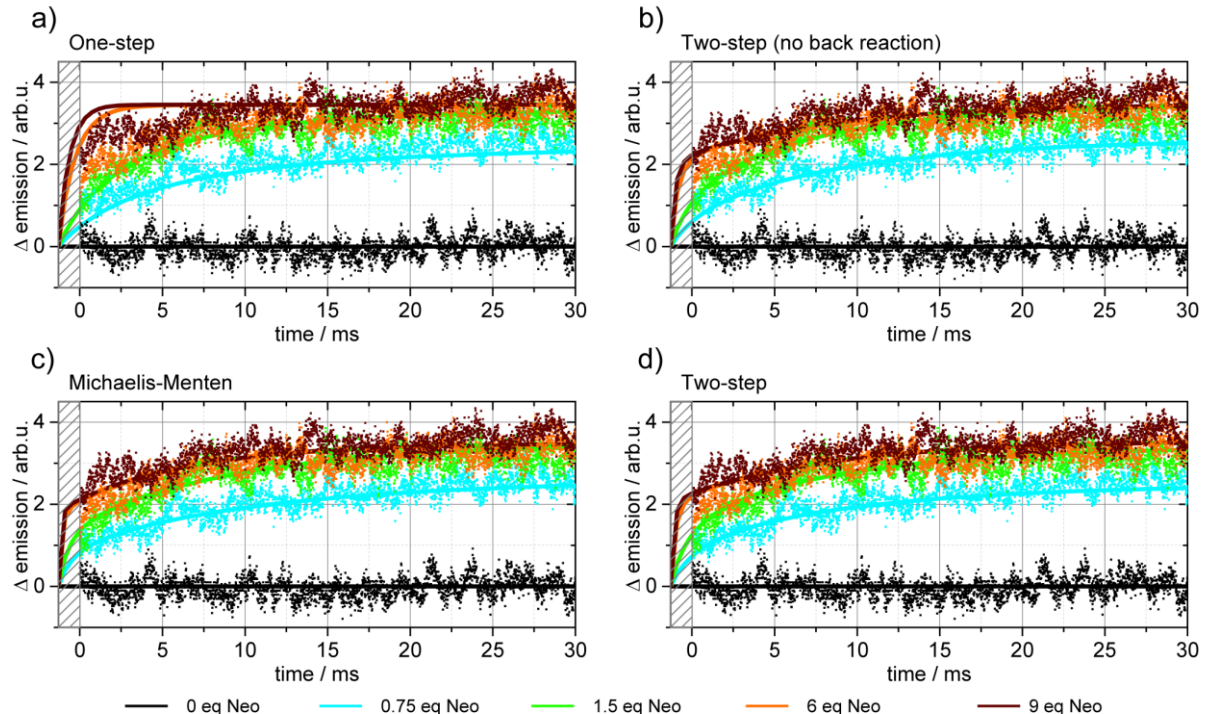 a)
One-step
Δ emission / arb.u.
4
2
0
0
5
10
15
20
25
30
time / ms
b)
Two-step (no back reaction)
Δ emission / arb.u.
4
2
0
0
5
10
15
20
25
30
time / ms
c)
Michaelis-Menten
Δ emission / arb.u.
4
2
0
0
5
10
15
20
25
30
time / ms
d)
Two-step
Δ emission / arb.u.
4
2
0
0
5
10
15
20
25
30
time / ms
0 eq Neo
0.75 eq Neo
1.5 eq Neo
6 eq Neo
9 eq Neo